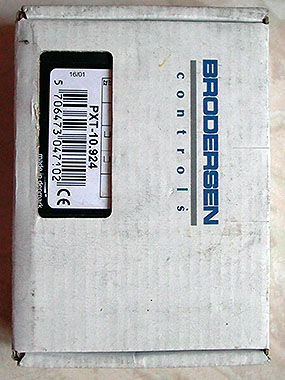 BRODERSEN
controls
16/01
PXT-10.924
5 706473 047102
CE